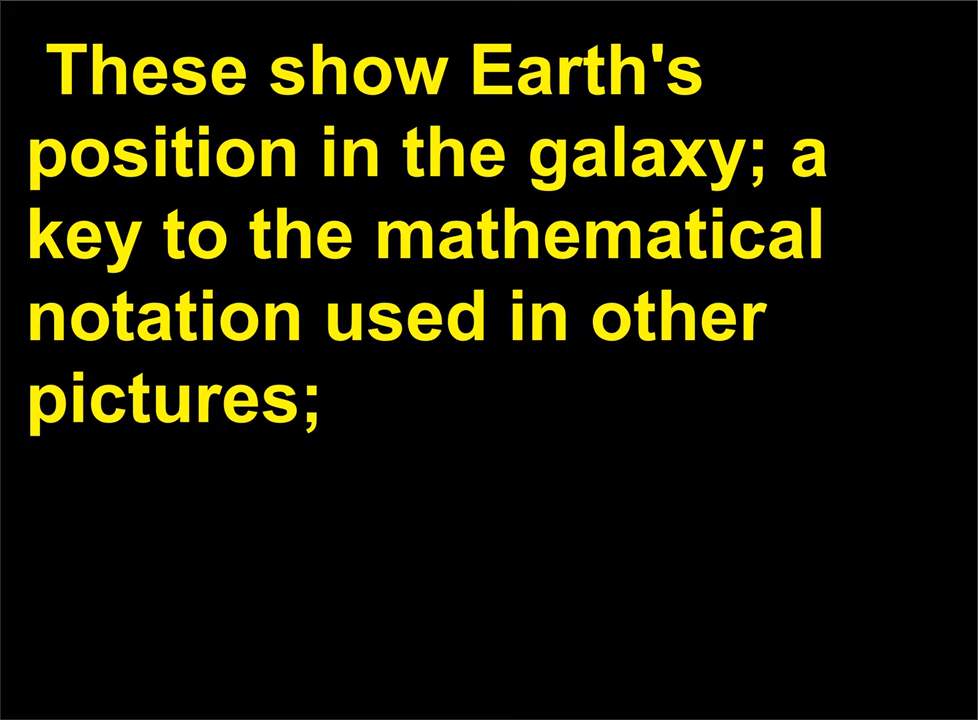 These show Earth's
position in the galaxy; a
key to the mathematical
notation used in other
pictures;